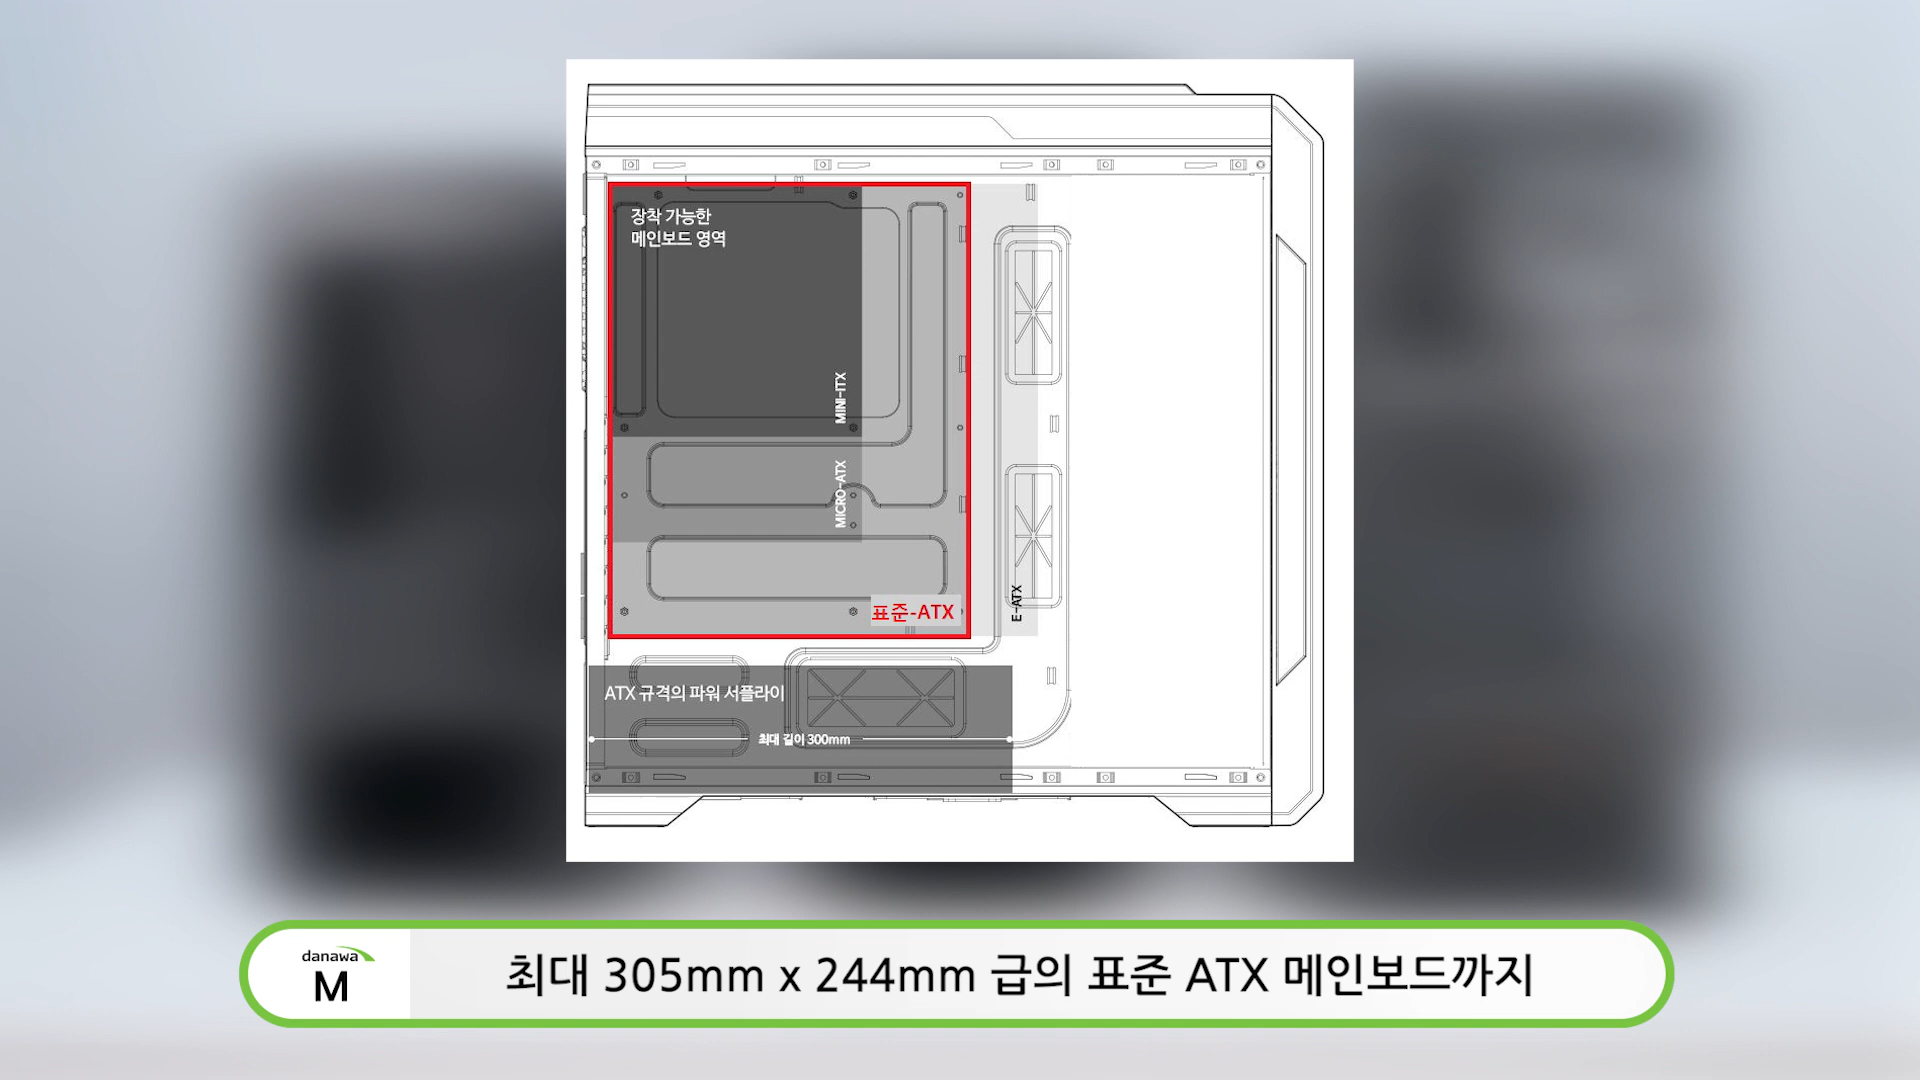 장착 가능한
메인보드 영역
MINI-ITX
MICRO-ATX
표준-ATX
E-ATX
ATX 규격의 파워 서플라이
최대 길이 300mm
danawa
M
최대 305mm x 244mm 급의 표준 ATX 메인보드까지